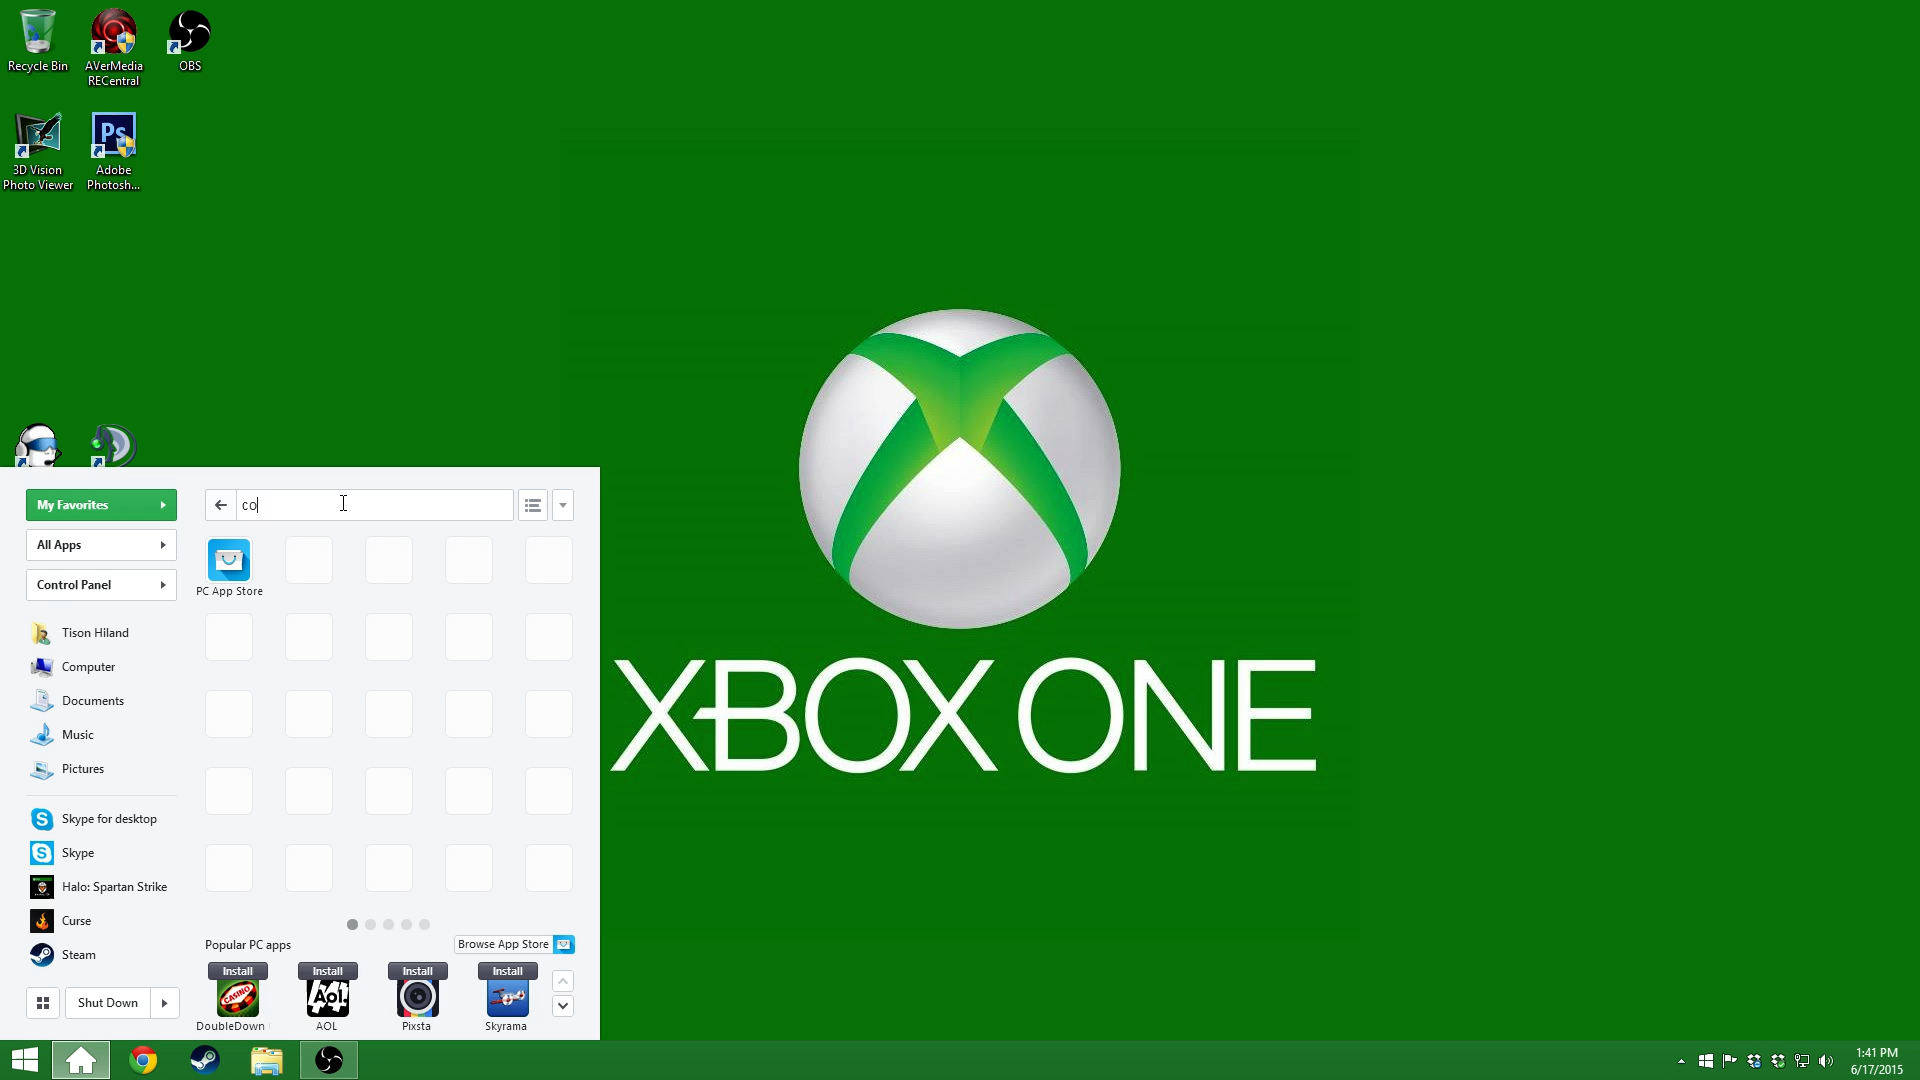 Recycle Bin
AVerMedia
RECentral
OBS
3D Vision
Photo Viewer
Ps
Adobe
Photosh...
XBOX ONE
My Favorites
co
All Apps
Control Panel
PC App Store
Tison Hiland
Computer
Documents
Music
Pictures
Skype for desktop
Skype
Halo: Spartan Strike
Curse
Steam
Popular PC apps
Browse App Store
Install
Install
Install
Install
CASINO
Aol.
DoubleDown
AOL
Pixsta
Skyrama
Shut Down
1:41 PM
6/17/2015